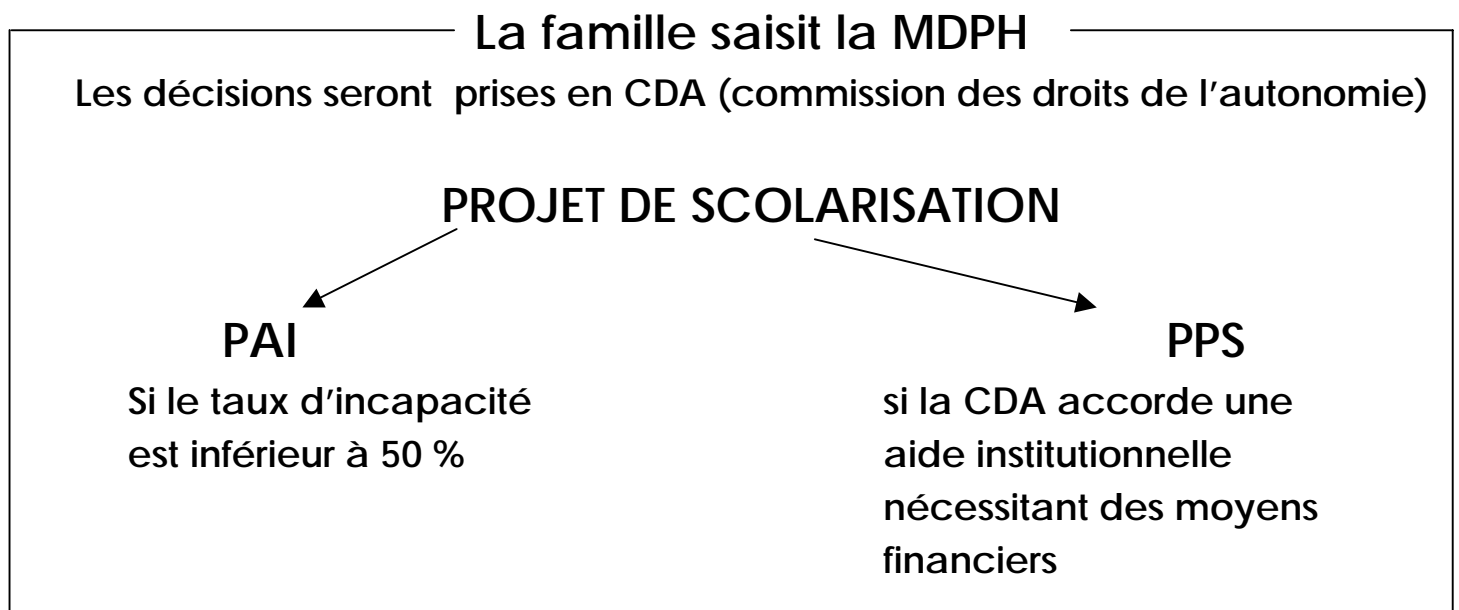 La famille saisit la MDPH
Les décisions seront prises en CDA (commission des droits de l'autonomie)
PROJET DE SCOLARISATION
PAI
Si le taux d'incapacité
est inférieur à 50 %
PPS
si la CDA accorde une
aide institutionnelle
nécessitant des moyens
financiers